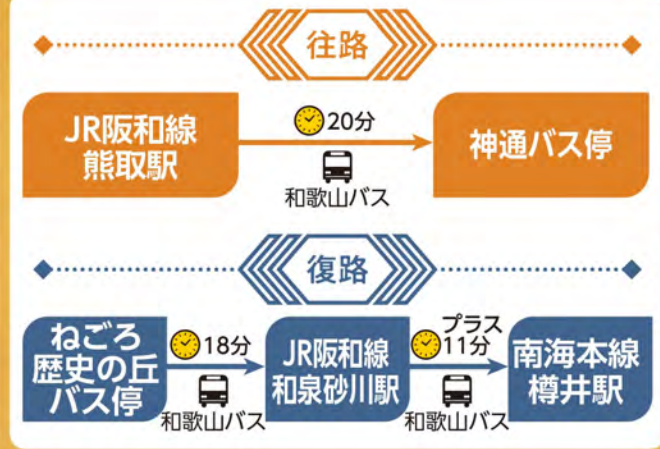 往路
JR阪和線
熊取駅
20分
和歌山バス
神通バス停
復路
ねごろ
歴史の丘
バス停
18分
和歌山バス
JR阪和線
和泉砂川駅
プラス
11分
和歌山バス
南海本線
樽井駅